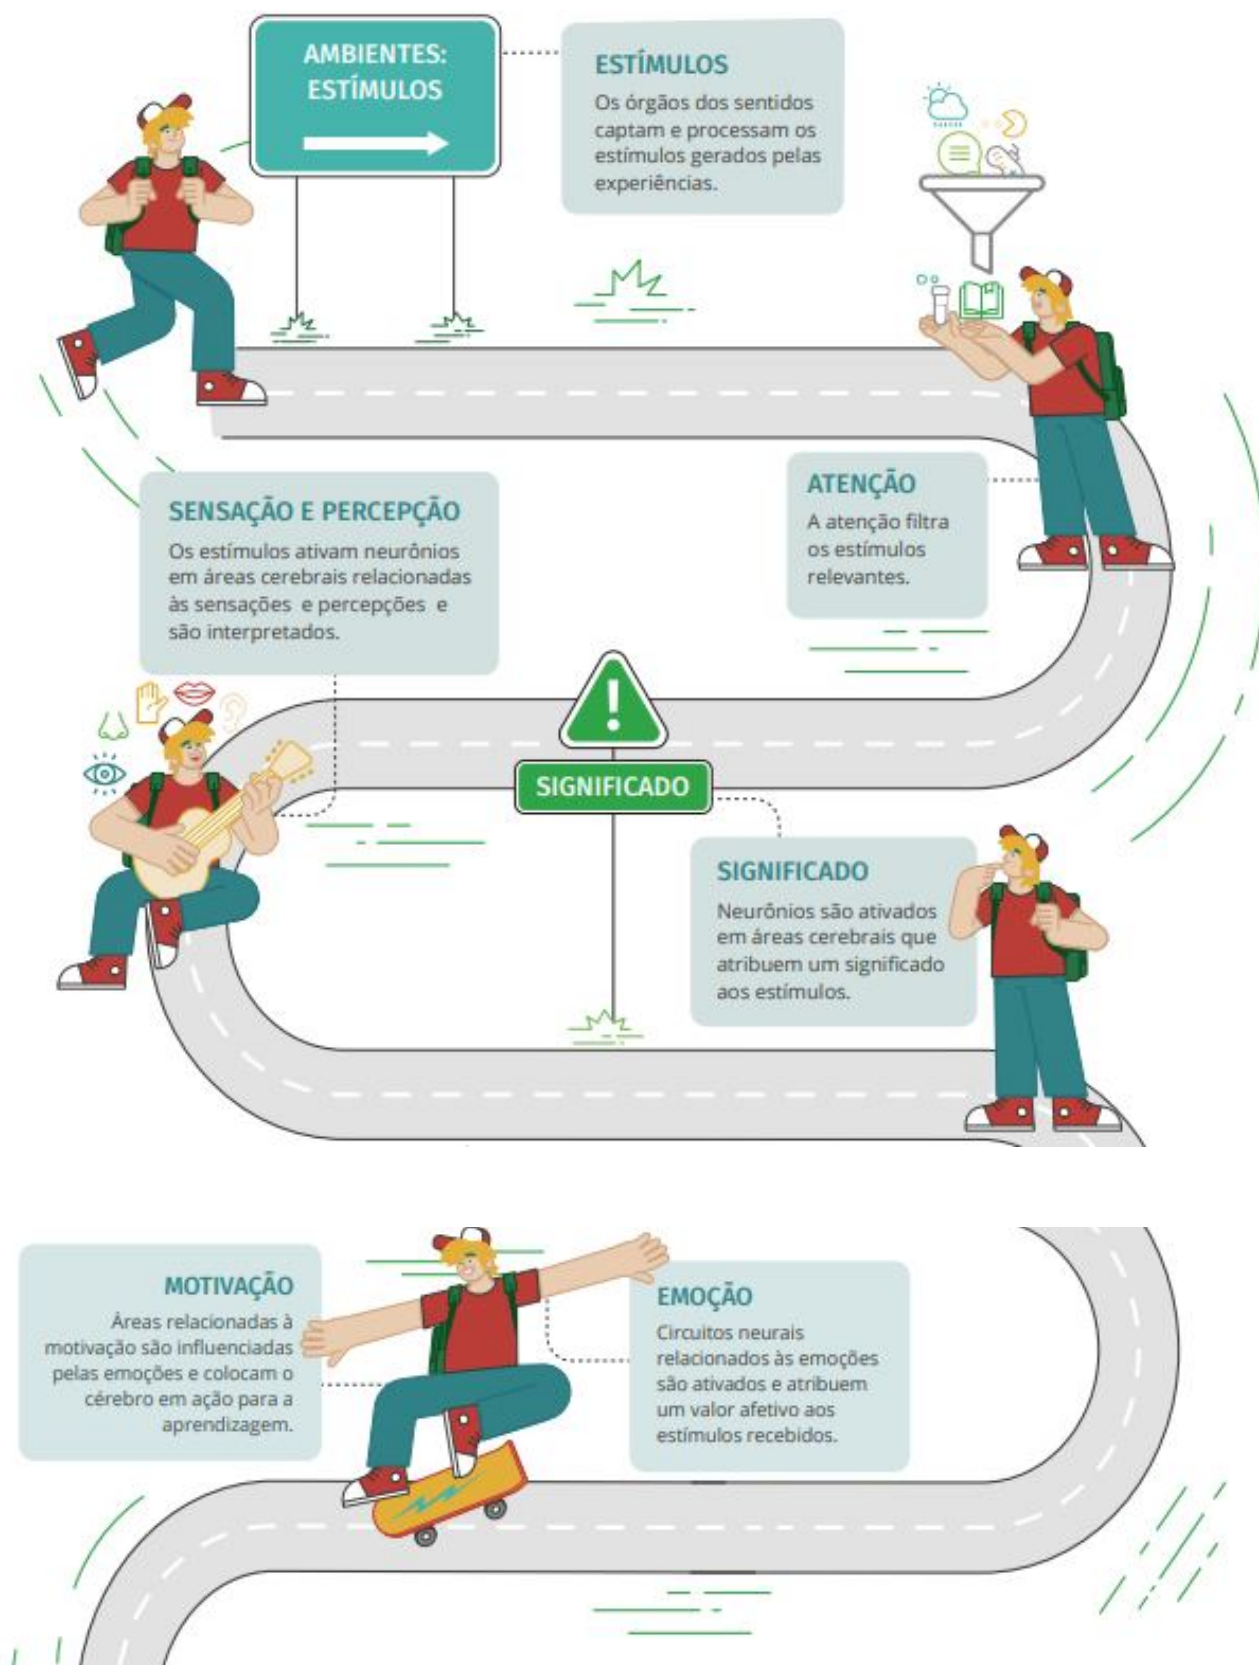 AMBIENTES:
ESTÍMULOS
ESTÍMULOS
Os órgãos dos sentidos
captam e processam os
estímulos gerados pelas
experiências.
ATENÇÃO
A atenção filtra
os estímulos
relevantes.
SENSAÇÃO E PERCEPÇÃO
Os estímulos ativam neurônios
em áreas cerebrais relacionadas
às sensações e percepções e
são interpretados.
!
SIGNIFICADO
SIGNIFICADO
Neurônios são ativados
em áreas cerebrais que
atribuem um significado
aos estímulos.
EMOÇÃO
Circuitos neurais
relacionados às emoções
são ativados e atribuem
um valor afetivo aos
estímulos recebidos.
MOTIVAÇÃO
Áreas relacionadas à
motivação são influenciadas
pelas emoções e colocam o
cérebro em ação para a
aprendizagem.